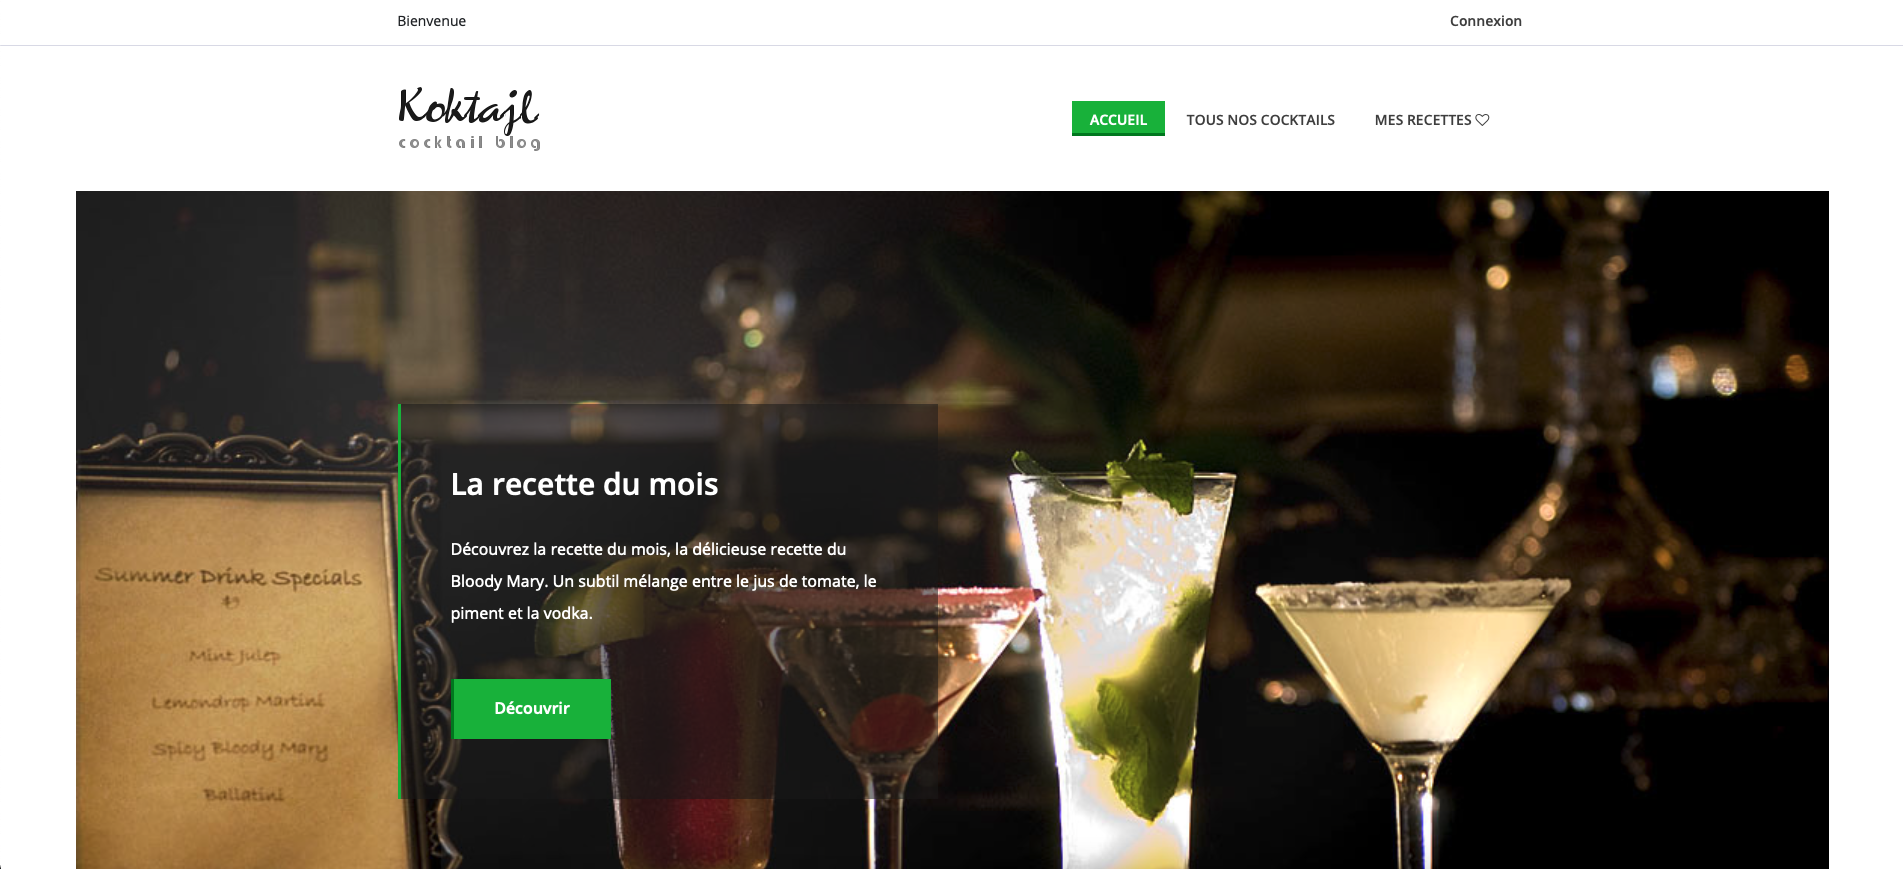 Bienvenue
Connexion
Koktajl
cocktail blog
ACCUEIL
TOUS NOS COCKTAILS
MES RECETTES ♡
La recette du mois
Découvrez la recette du mois, la délicieuse recette du
Bloody Mary. Un subtil mélange entre le jus de tomate, le
piment et la vodka.
Découvrir
Summer Drink Specials
$9
Mint Julep
Lemondrop Martini
Spicy Bloody Mary
Ballatini